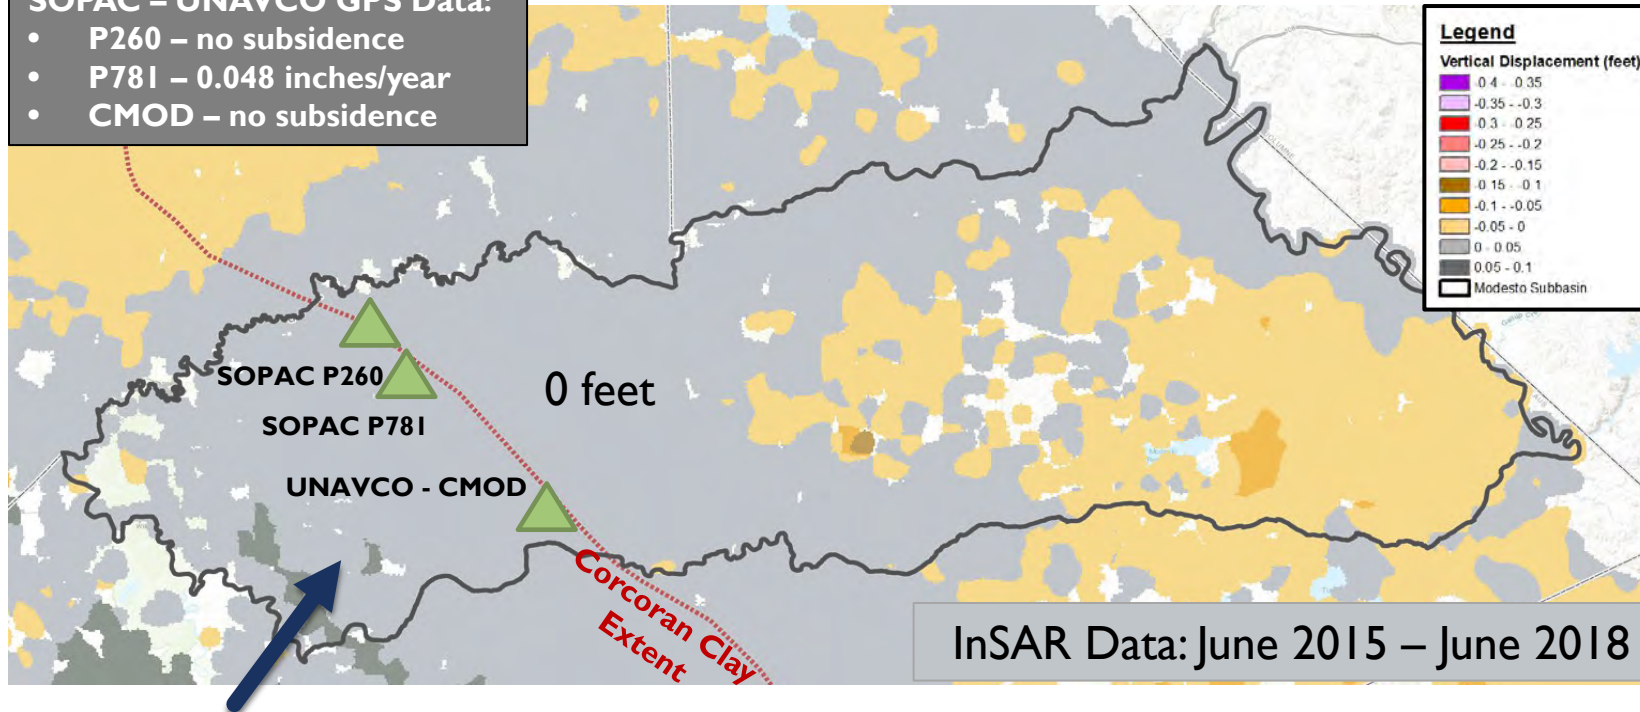 SOPAC – UNAVCO GPS Data:
• P260 – no subsidence
• P781 – 0.048 inches/year
• CMOD – no subsidence
Legend
Vertical Displacement (feet)
-0.4 - -0.35
-0.35 - -0.3
-0.3 - -0.25
-0.25 - -0.2
-0.2 - -0.15
-0.15 - -0.1
-0.1 - -0.05
-0.05 - 0
0 - 0.05
0.05 - 0.1
Modesto Subbasin
SOPAC P260
0 feet
SOPAC P781
UNAVCO - CMOD
Corcoran Clay
Extent
InSAR Data: June 2015 – June 2018